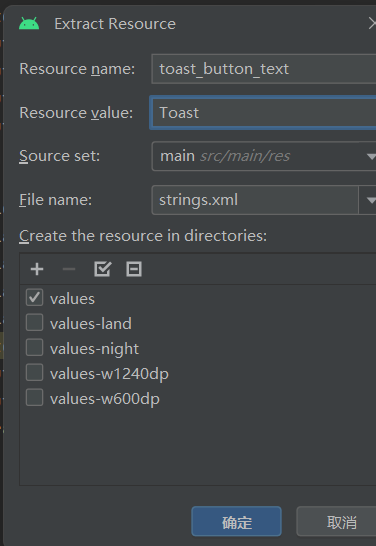 Extract Resource
Resource name: toast_button_text
Resource value: Toast
Source set: main src/main/res
File name: strings.xml
Create the resource in directories:
values
values-land
values-night
values-w1240dp
values-w600dp
确定 取消